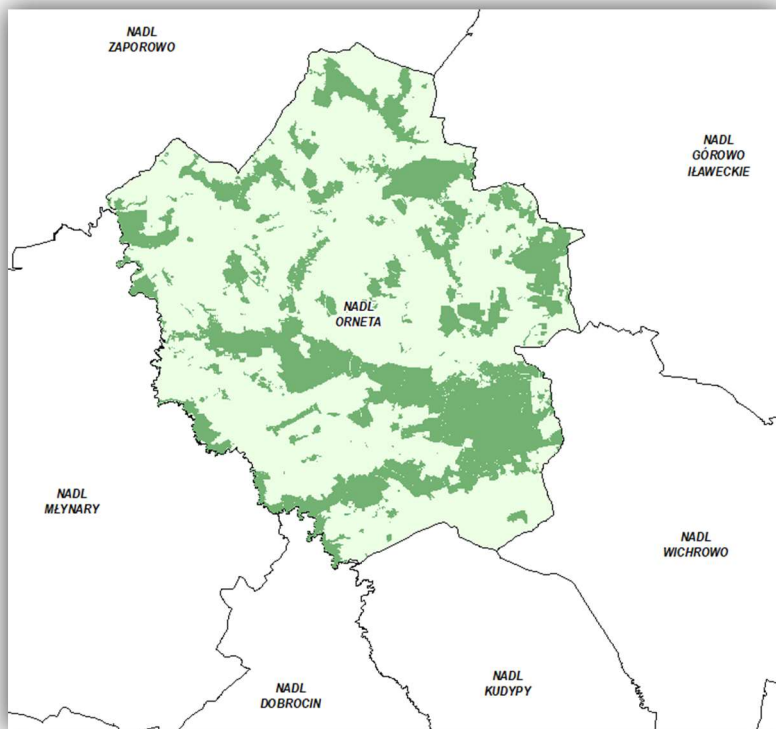 NADL
ZAPOROWO
NADL
GÓROWO
IŁAWECKIE
NADL
ORNETA
NADL
MŁYNARY
NADL
WICHROWO
NADL
DOBROCIN
NADL
KUDYPY